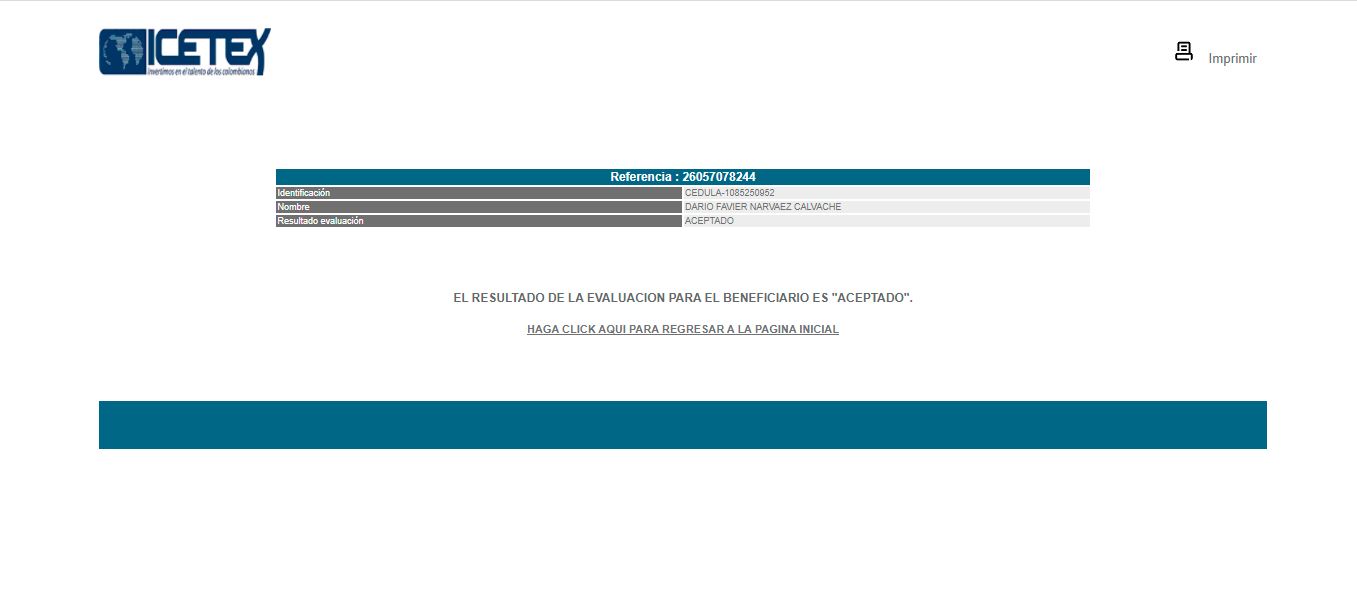 ICETEX
Invertimos en el talento de los colombianos
Imprimir
Referencia : 26057078244
Identificación CEDULA-1085250952
Nombre DARIO FAVIER NARVAEZ CALVACHE
Resultado evaluación ACEPTADO
EL RESULTADO DE LA EVALUACION PARA EL BENEFICIARIO ES "ACEPTADO".
HAGA CLICK AQUI PARA REGRESAR A LA PAGINA INICIAL